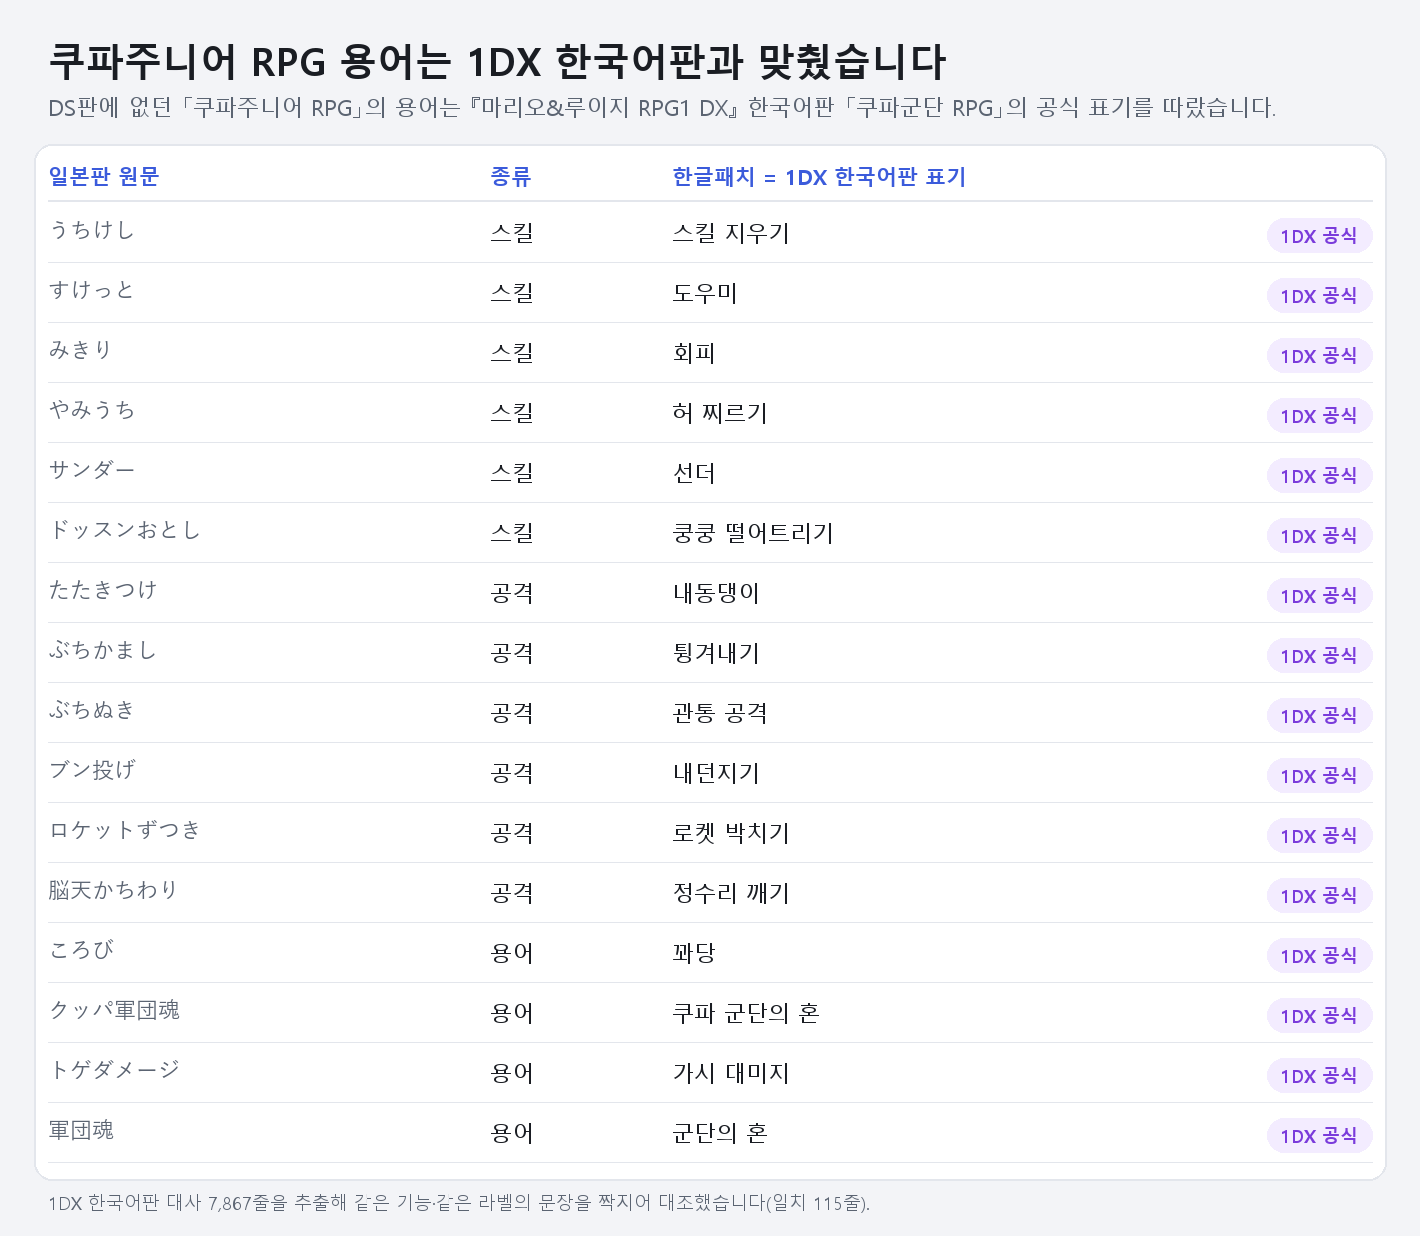 쿠파주니어 RPG 용어는 1DX 한국어판과 맞췄습니다
DS판에 없던 「쿠파주니어 RPG」의 용어는 『마리오&루이지 RPG1 DX』 한국어판 「쿠파군단 RPG」의 공식 표기를 따랐습니다.
일본판 원문 종류 한글패치 = 1DX 한국어판 표기
うちけし 스킬 스킬 지우기 1DX 공식
すけっと 스킬 도우미 1DX 공식
みきり 스킬 회피 1DX 공식
やみうち 스킬 허 찌르기 1DX 공식
サンダー 스킬 선더 1DX 공식
ドッスンおとし 스킬 쿵쿵 떨어트리기 1DX 공식
たたきつけ 공격 내동댕이 1DX 공식
ぶちかまし 공격 튕겨내기 1DX 공식
ぶちぬき 공격 관통 공격 1DX 공식
ブン投げ 공격 내던지기 1DX 공식
ロケットずつき 공격 로켓 박치기 1DX 공식
脳天かちわり 공격 정수리 깨기 1DX 공식
ころび 용어 꽈당 1DX 공식
クッパ軍団魂 용어 쿠파 군단의 혼 1DX 공식
トゲダメージ 용어 가시 대미지 1DX 공식
軍団魂 용어 군단의 혼 1DX 공식
1DX 한국어판 대사 7,867줄을 추출해 같은 기능·같은 라벨의 문장을 짝지어 대조했습니다(일치 115줄).